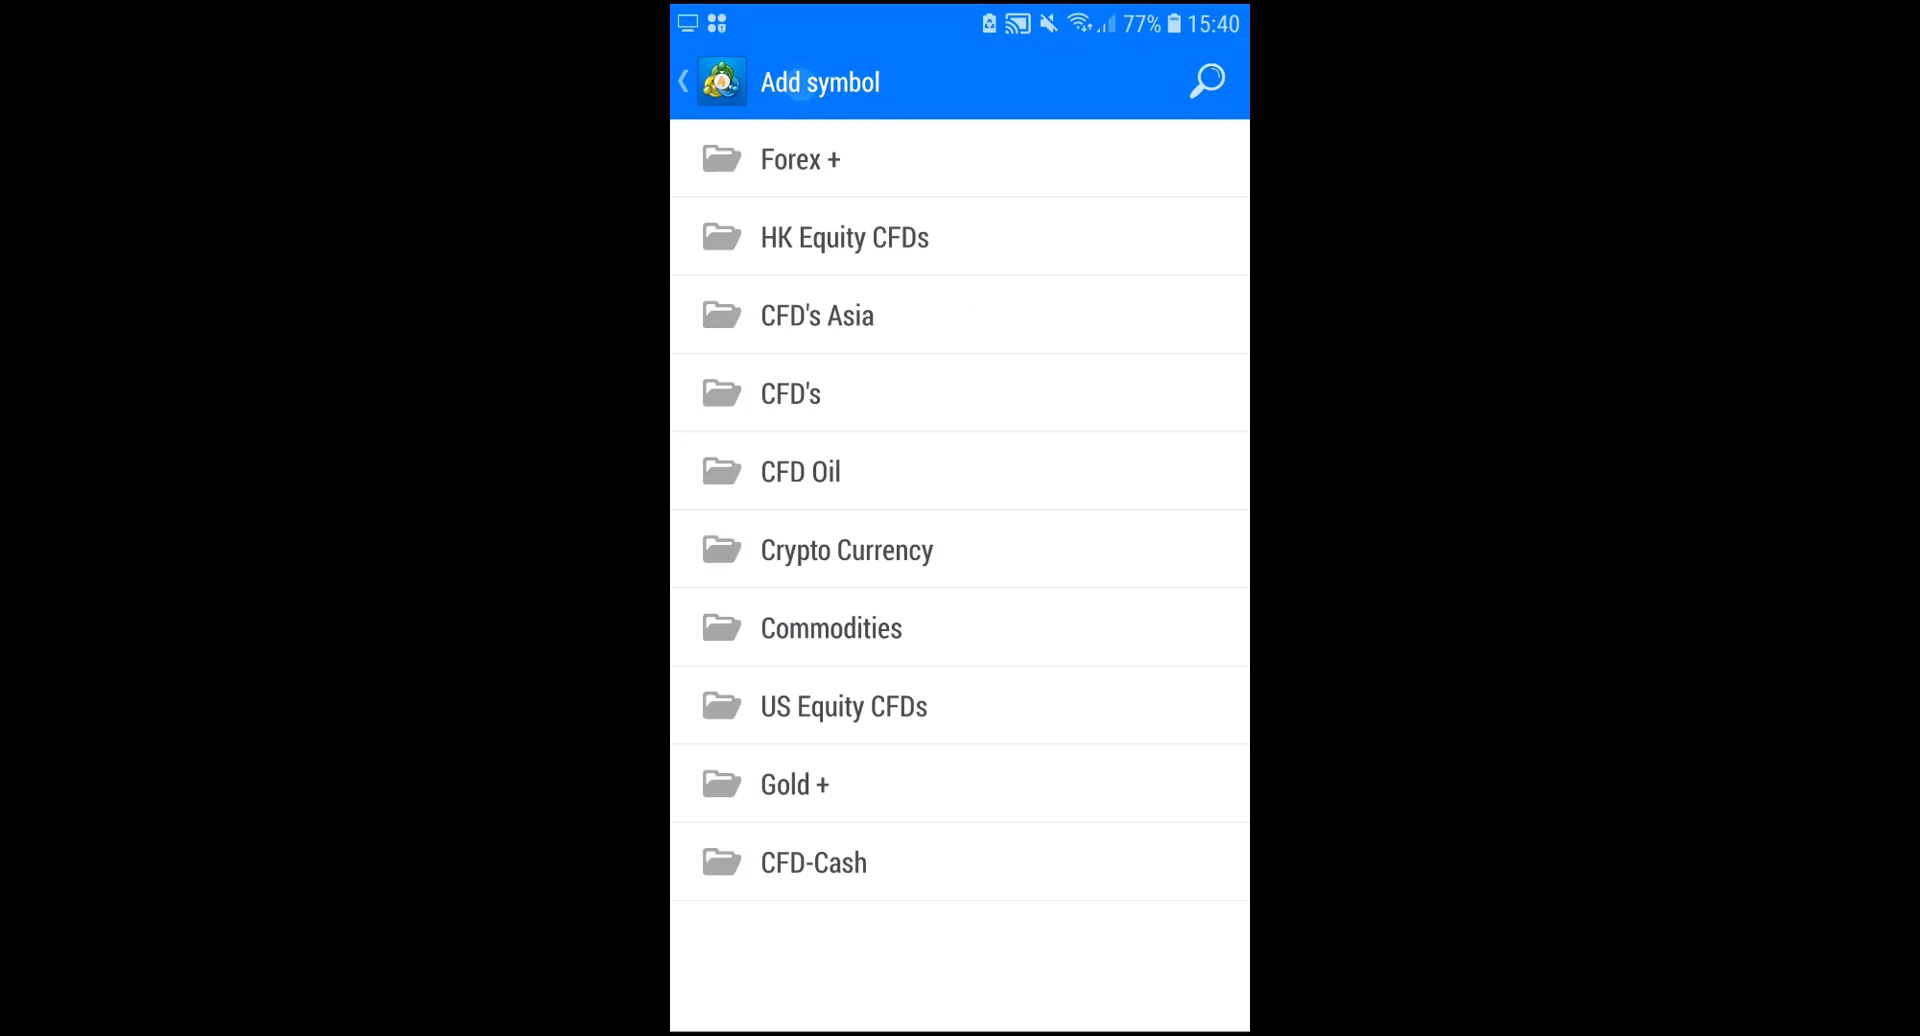 77% 15:40
Add symbol
Forex +
HK Equity CFDs
CFD's Asia
CFD's
CFD Oil
Crypto Currency
Commodities
US Equity CFDs
Gold +
CFD-Cash